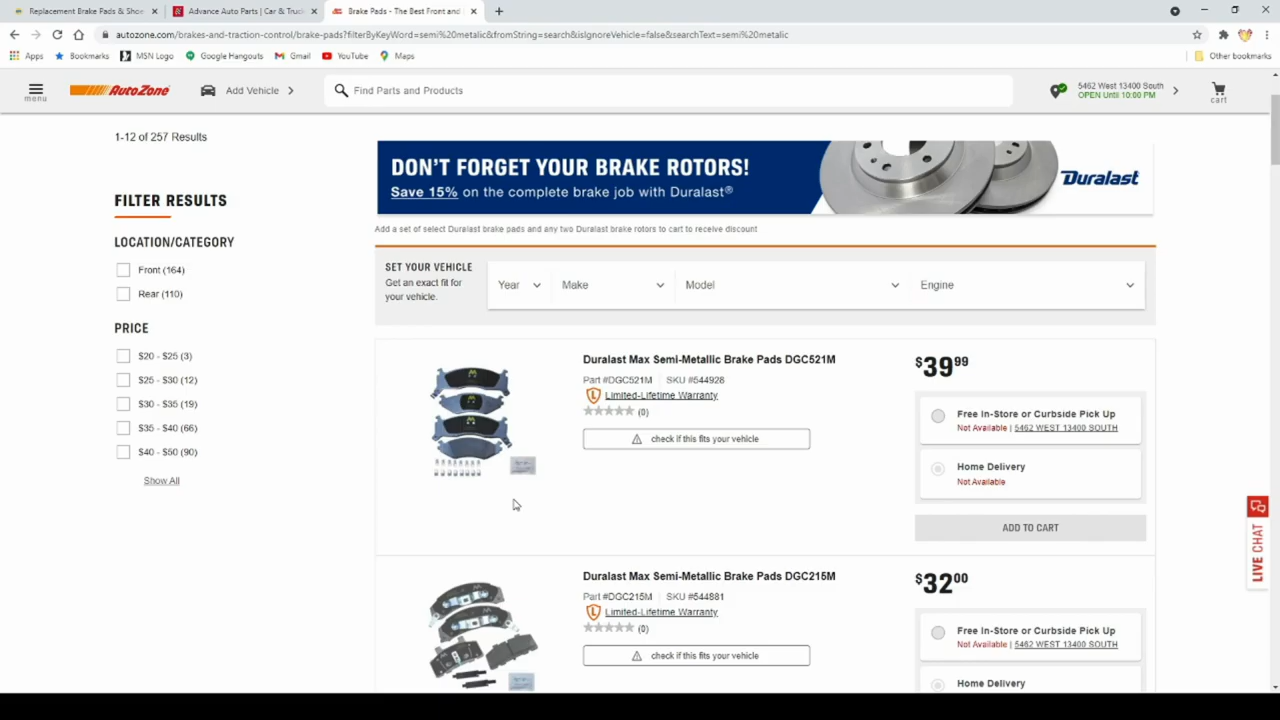 Replacement Brake Pads & Shoe
Advance Auto Parts | Car & Truck
Brake Pads - The Best Front and
autozone.com/brakes-and-traction-control/brake-pads?filterByKeyWord=semi%20metalic&fromString=search&isIgnoreVehicle=false&searchText=semi%20metalic
Apps
Bookmarks
MSN Logo
Google Hangouts
Gmail
YouTube
Maps
Other bookmarks
menu
AutoZone
Add Vehicle
Find Parts and Products
5462 West 13400 South
OPEN Until 10:00 PM
cart
1-12 of 257 Results
DON'T FORGET YOUR BRAKE ROTORS!
Save 15% on the complete brake job with Duralast®
Duralast
Add a set of select Duralast brake pads and any two Duralast brake rotors to cart to receive discount
FILTER RESULTS
LOCATION/CATEGORY
Front (164)
Rear (110)
PRICE
$20 - $25 (3)
$25 - $30 (12)
$30 - $35 (19)
$35 - $40 (66)
$40 - $50 (90)
Show All
SET YOUR VEHICLE
Get an exact fit for
your vehicle.
Year
Make
Model
Engine
Duralast Max Semi-Metallic Brake Pads DGC521M
Part #DGC521M | SKU #544928
Limited-Lifetime Warranty
(0)
check if this fits your vehicle
$39 99
Free In-Store or Curbside Pick Up
Not Available | 5462 WEST 13400 SOUTH
Home Delivery
Not Available
ADD TO CART
LIVE CHAT
Duralast Max Semi-Metallic Brake Pads DGC215M
Part #DGC215M | SKU #544881
Limited-Lifetime Warranty
(0)
check if this fits your vehicle
$32 00
Free In-Store or Curbside Pick Up
Not Available | 5462 WEST 13400 SOUTH
Home Delivery